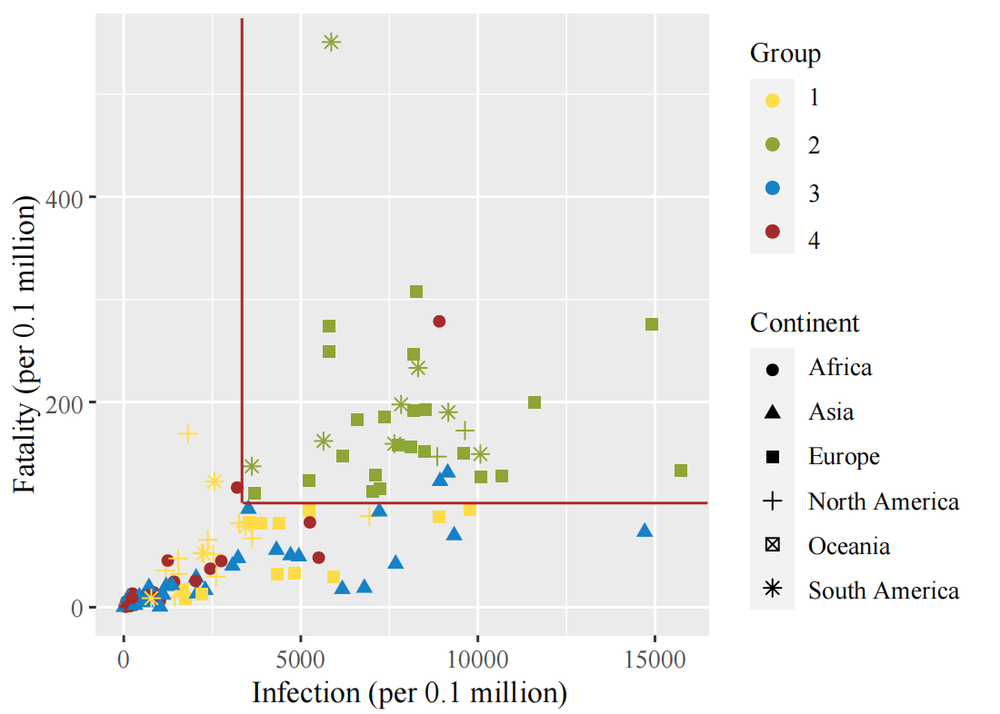 Fatality (per 0.1 million)
400
200
0
0 5000 10000 15000
Infection (per 0.1 million)
Group
1
2
3
4
Continent
Africa
Asia
Europe
North America
Oceania
South America